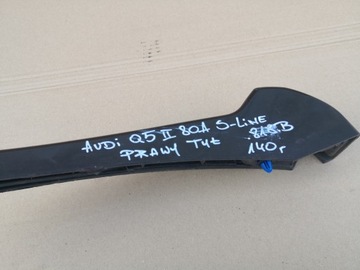 AUDi Q5 II 80A S-LiNE
PRAWY TYŁ 140r